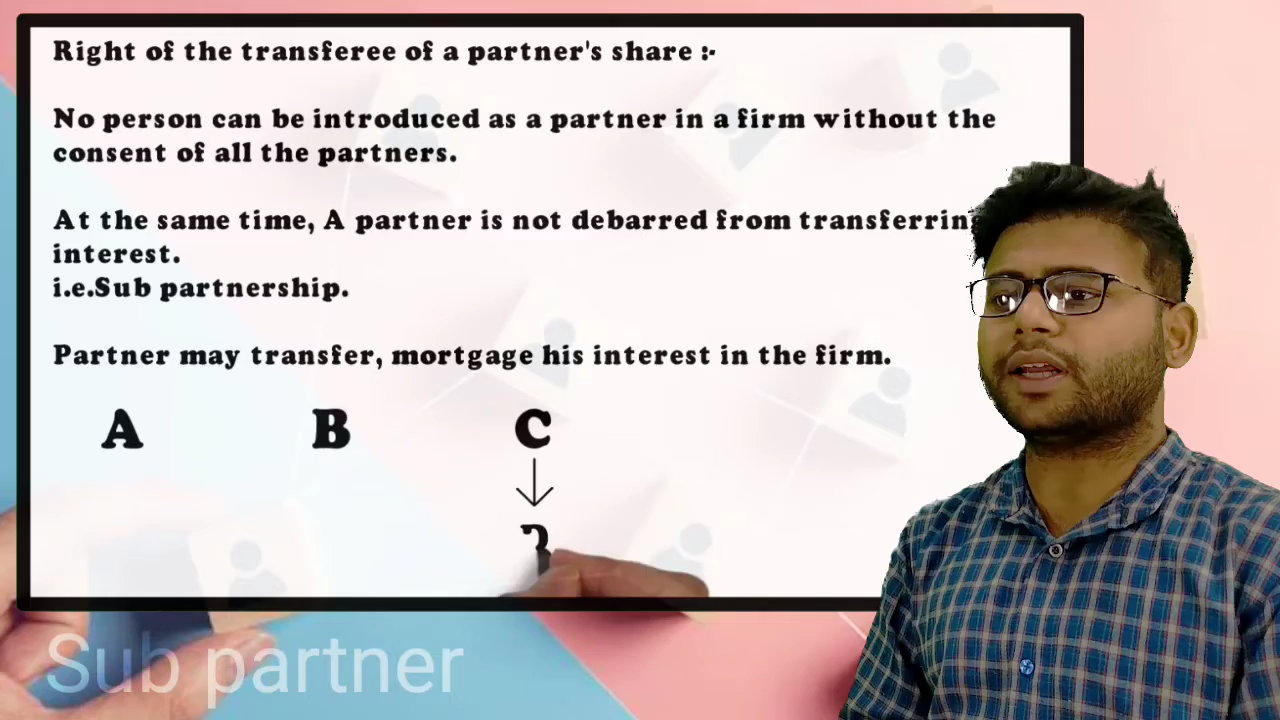 Right of the transferee of a partner's share :-
No person can be introduced as a partner in a firm without the
consent of all the partners.
At the same time, A partner is not debarred from transferring
interest.
i.e.Sub partnership.
Partner may transfer, mortgage his interest in the firm.
A B C
Sub partner